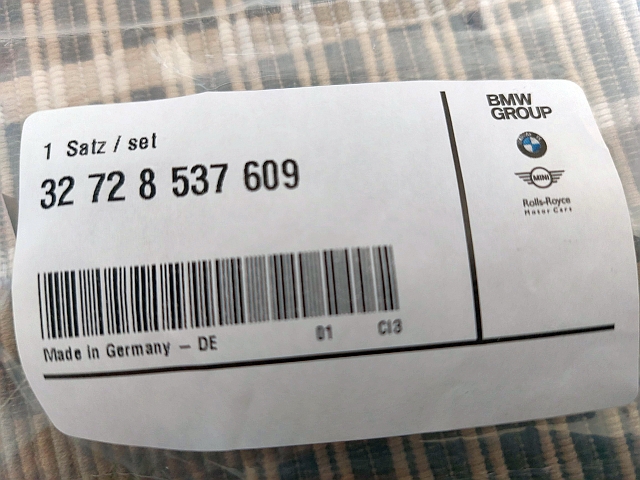 1 Satz / set
32 72 8 537 609
Made in Germany – DE
01
CI3
BMW
GROUP
MINI
Rolls-Royce
Motor Cars